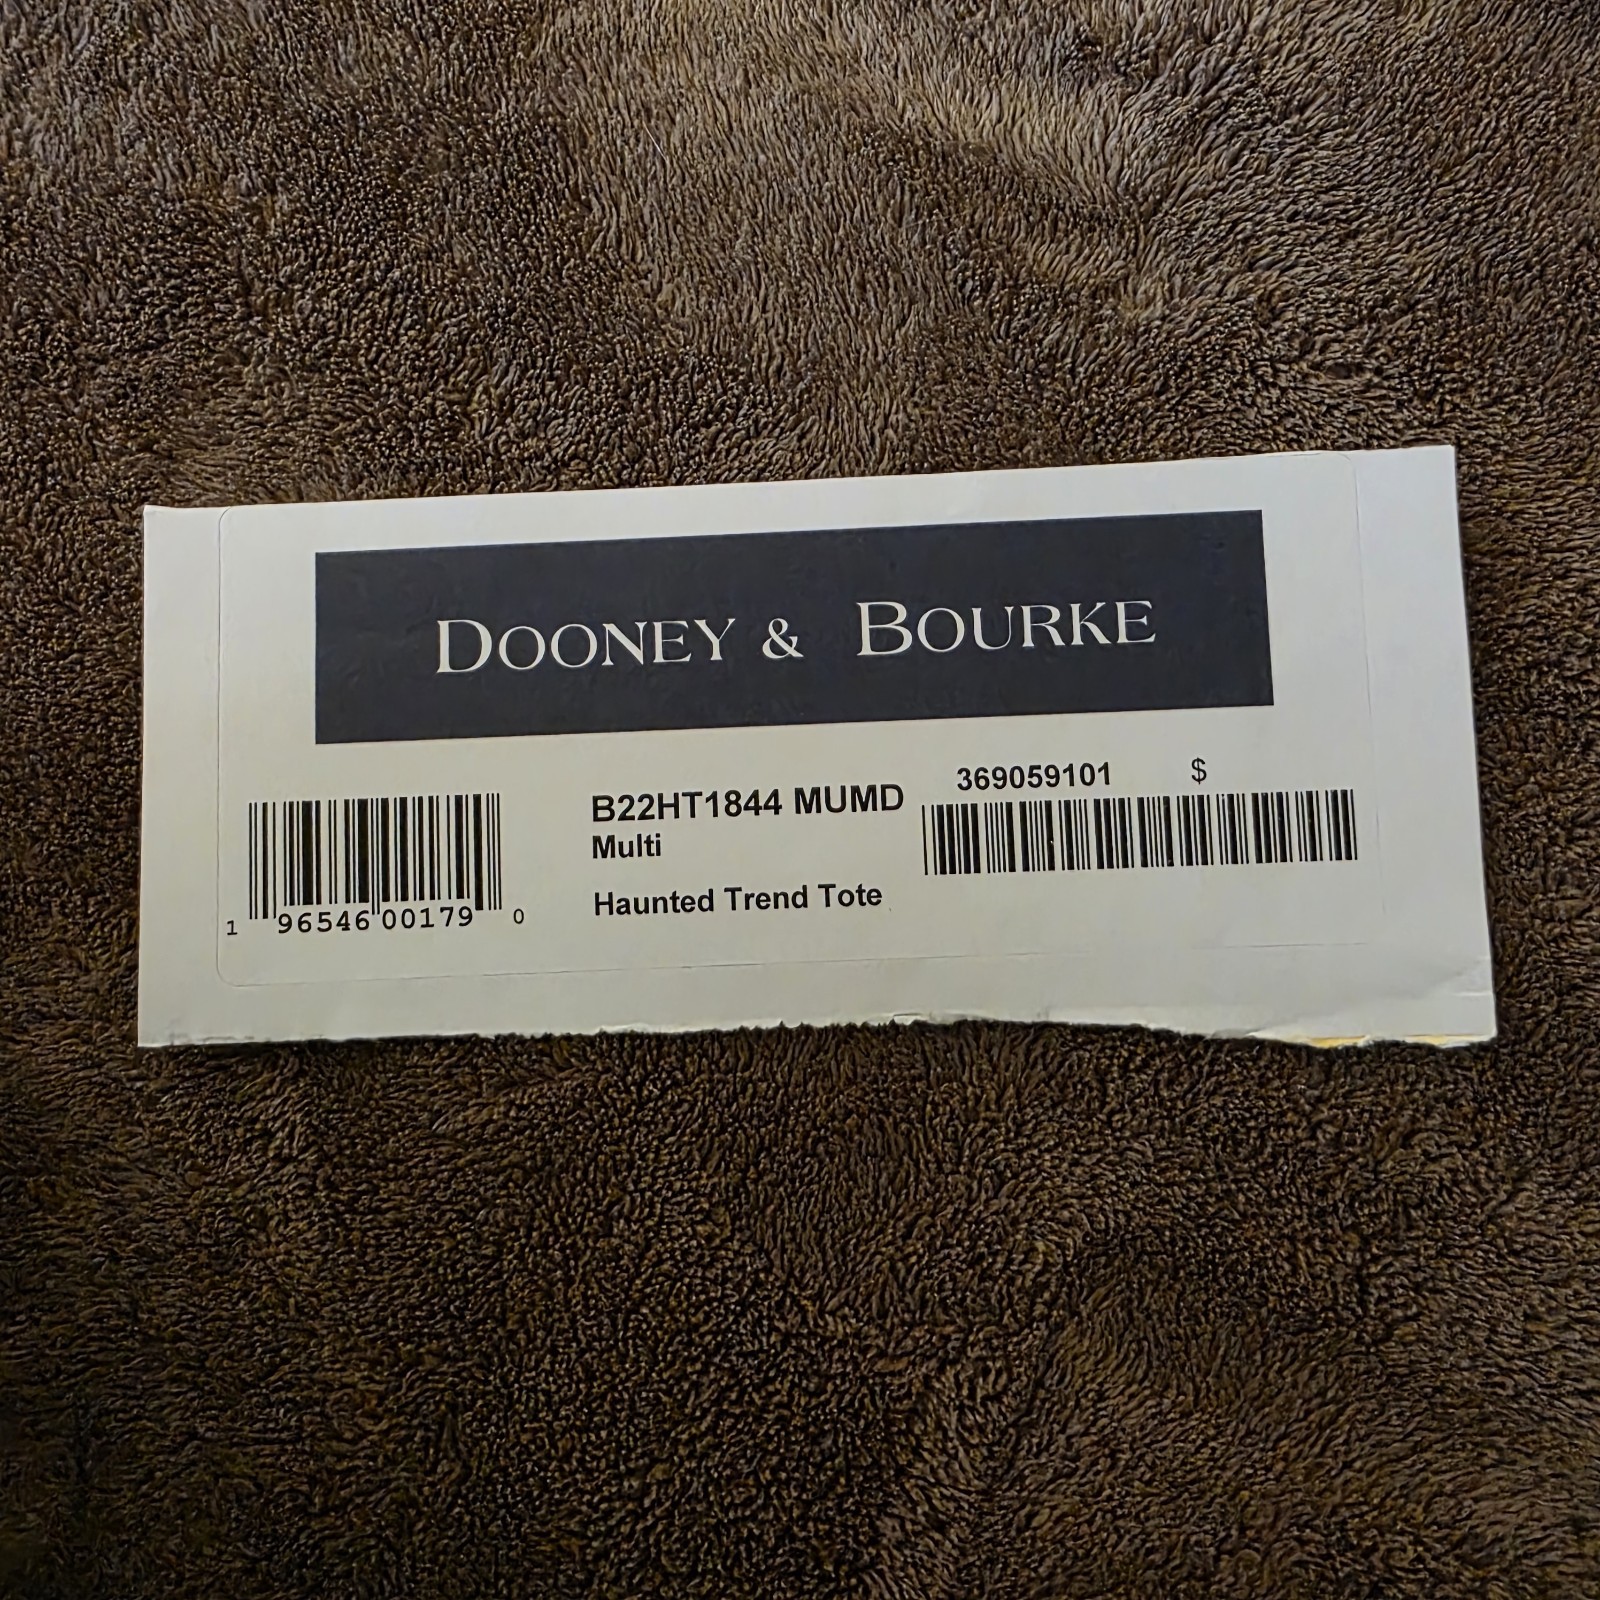 DOONEY & BOURKE
B22HT1844 MUMD
Multi
Haunted Trend Tote
369059101 $
1 96546 00179 0